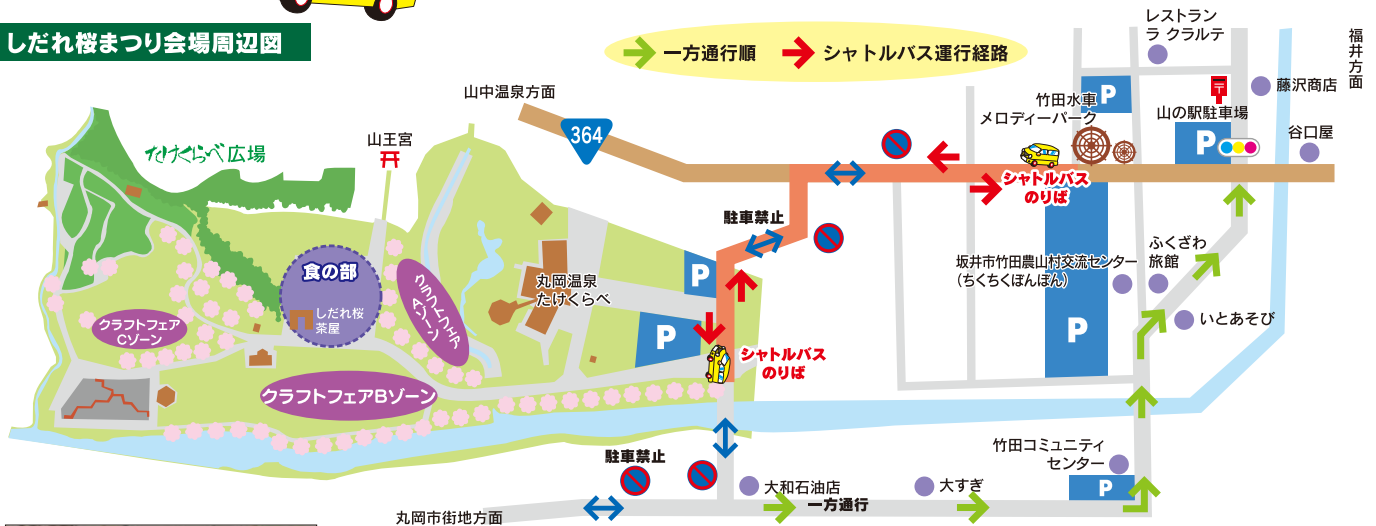 しだれ桜まつり会場周辺図
一方通行順
シャトルバス運行経路
レストラン
ラ クラルテ
福井方面
藤沢商店
谷口屋
山の駅駐車場
P
竹田水車
メロディーパーク
P
山中温泉方面
364
シャトルバス
のりば
駐車禁止
たけくらべ広場
山王宮
食の部
しだれ桜
茶屋
クラフトフェア
Aゾーン
クラフトフェア
Cゾーン
クラフトフェアBゾーン
丸岡温泉
たけくらべ
P
P
シャトルバス
のりば
坂井市竹田農山村交流センター
(ちくちくぼんぼん)
P
ふくざわ
旅館
いとあそび
竹田コミュニティ
センター
P
駐車禁止
大和石油店
一方通行
大すぎ
丸岡市街地方面